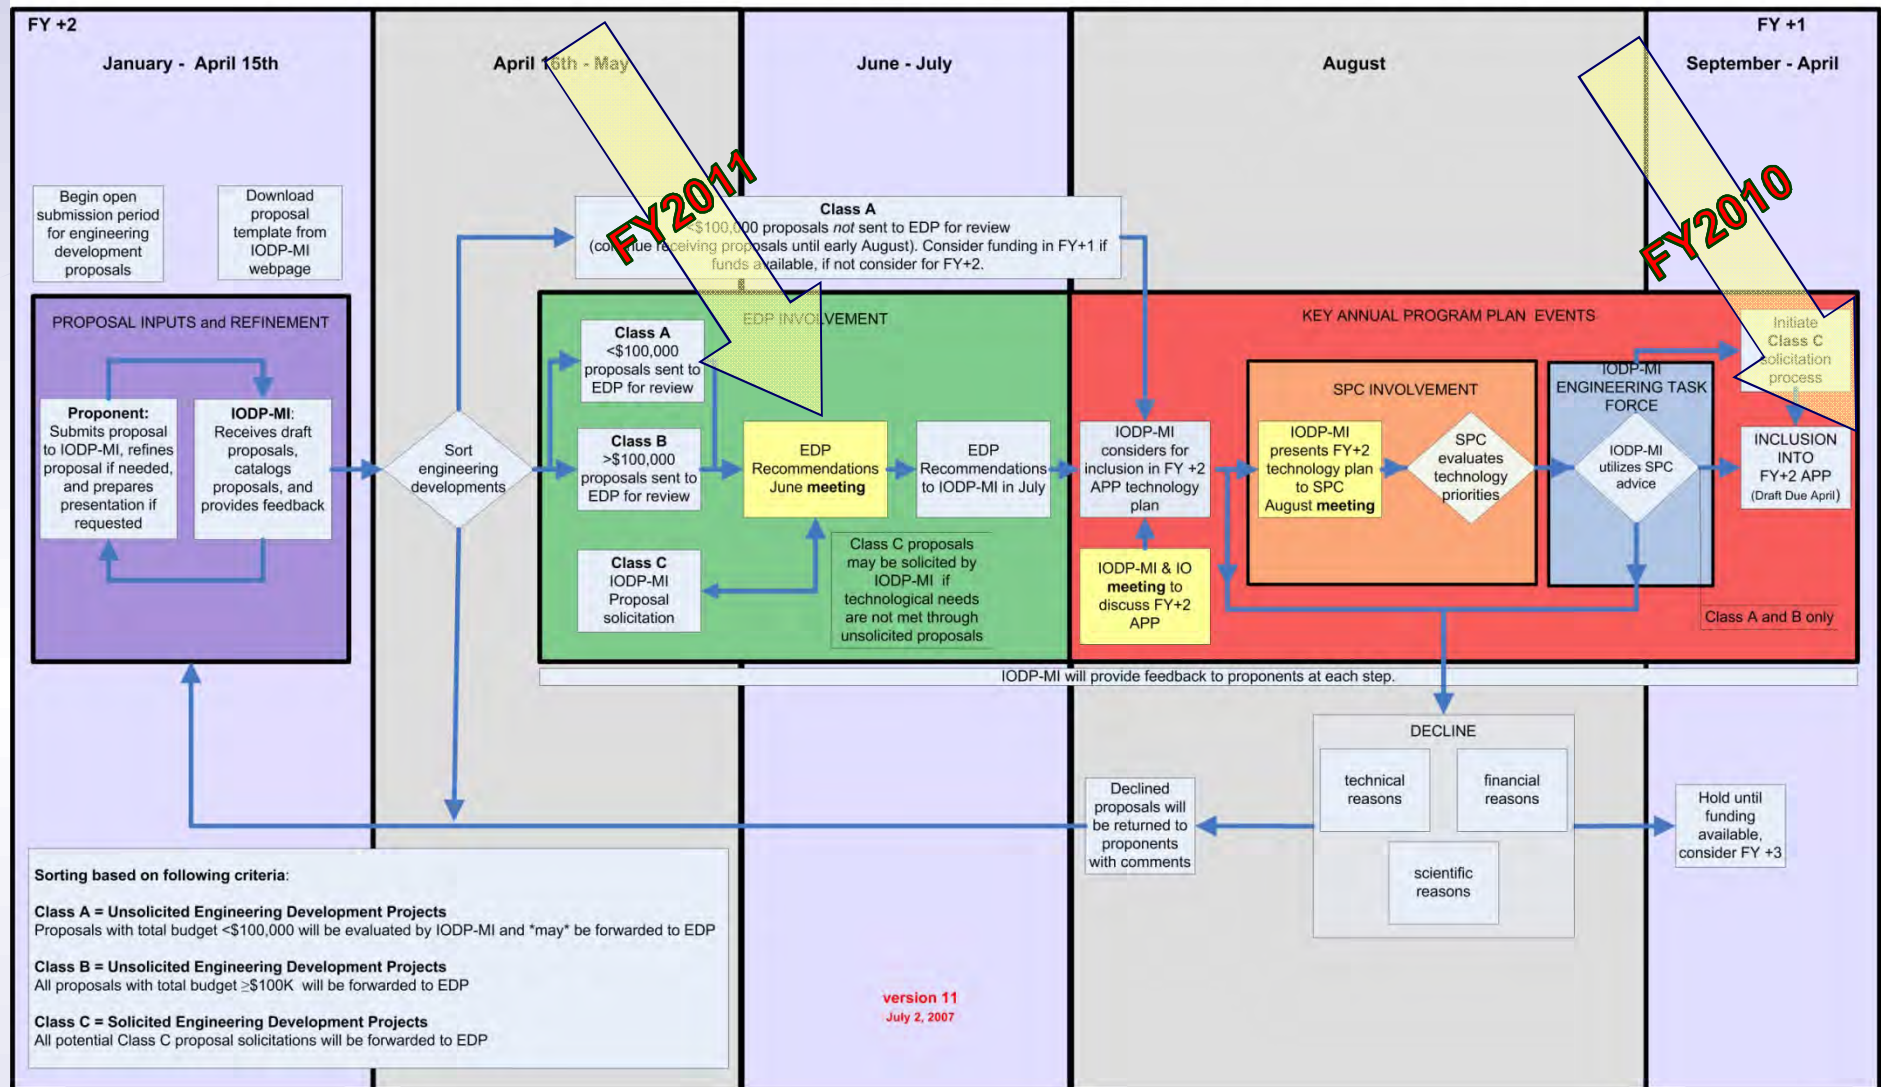 FY +2
January - April 15th
April 16th - May
June - July
August
FY +1
September - April
FY2011
FY2010
Begin open
submission period
for engineering
development
proposals
Download
proposal
template from
IODP-MI
webpage
Class A
<$100,000 proposals not sent to EDP for review
(continue receiving proposals until early August). Consider funding in FY+1 if
funds available, if not consider for FY+2.
PROPOSAL INPUTS and REFINEMENT
Proponent:
Submits proposal
to IODP-MI, refines
proposal if needed,
and prepares
presentation if
requested
IODP-MI:
Receives draft
proposals,
catalogs
proposals, and
provides feedback
Sort
engineering
developments
EDP INVOLVEMENT
Class A
<$100,000
proposals sent to
EDP for review
Class B
>$100,000
proposals sent to
EDP for review
Class C
IODP-MI
Proposal
solicitation
EDP
Recommendations
June meeting
EDP
Recommendations
to IODP-MI in July
Class C proposals
may be solicited by
IODP-MI if
technological needs
are not met through
unsolicited proposals
KEY ANNUAL PROGRAM PLAN EVENTS
IODP-MI
considers for
inclusion in FY +2
APP technology
plan
IODP-MI & IO
meeting to
discuss FY+2
APP
SPC INVOLVEMENT
IODP-MI
presents FY+2
technology plan
to SPC
August meeting
SPC
evaluates
technology
priorities
IODP-MI
ENGINEERING TASK
FORCE
IODP-MI
utilizes SPC
advice
Initiate
Class C
solicitation
process
INCLUSION
INTO
FY+2 APP
(Draft Due April)
Class A and B only
IODP-MI will provide feedback to proponents at each step.
DECLINE
technical
reasons
financial
reasons
scientific
reasons
Declined
proposals will
be returned to
proponents
with comments
Hold until
funding
available,
consider FY +3
Sorting based on following criteria:
Class A = Unsolicited Engineering Development Projects
Proposals with total budget <$100,000 will be evaluated by IODP-MI and *may* be forwarded to EDP
Class B = Unsolicited Engineering Development Projects
All proposals with total budget ≥$100K will be forwarded to EDP
Class C = Solicited Engineering Development Projects
All potential Class C proposal solicitations will be forwarded to EDP
version 11
July 2, 2007